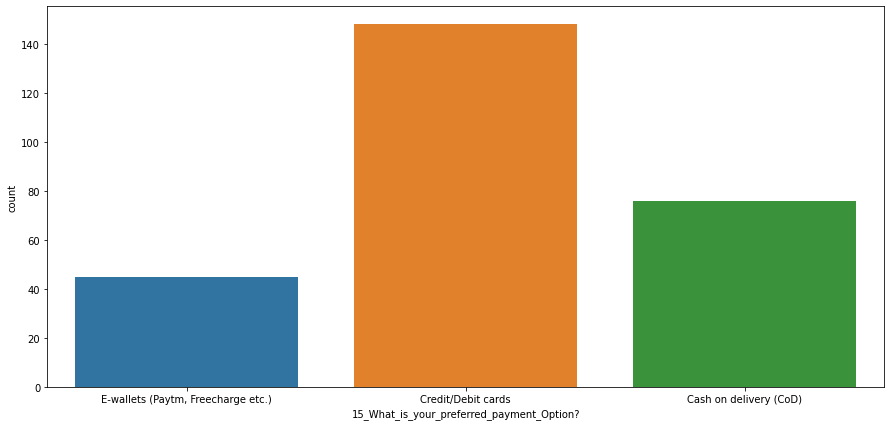 140
120
100
80
60
40
20
0
count
E-wallets (Paytm, Freecharge etc.)
Credit/Debit cards
Cash on delivery (CoD)
15_What_is_your_preferred_payment_Option?